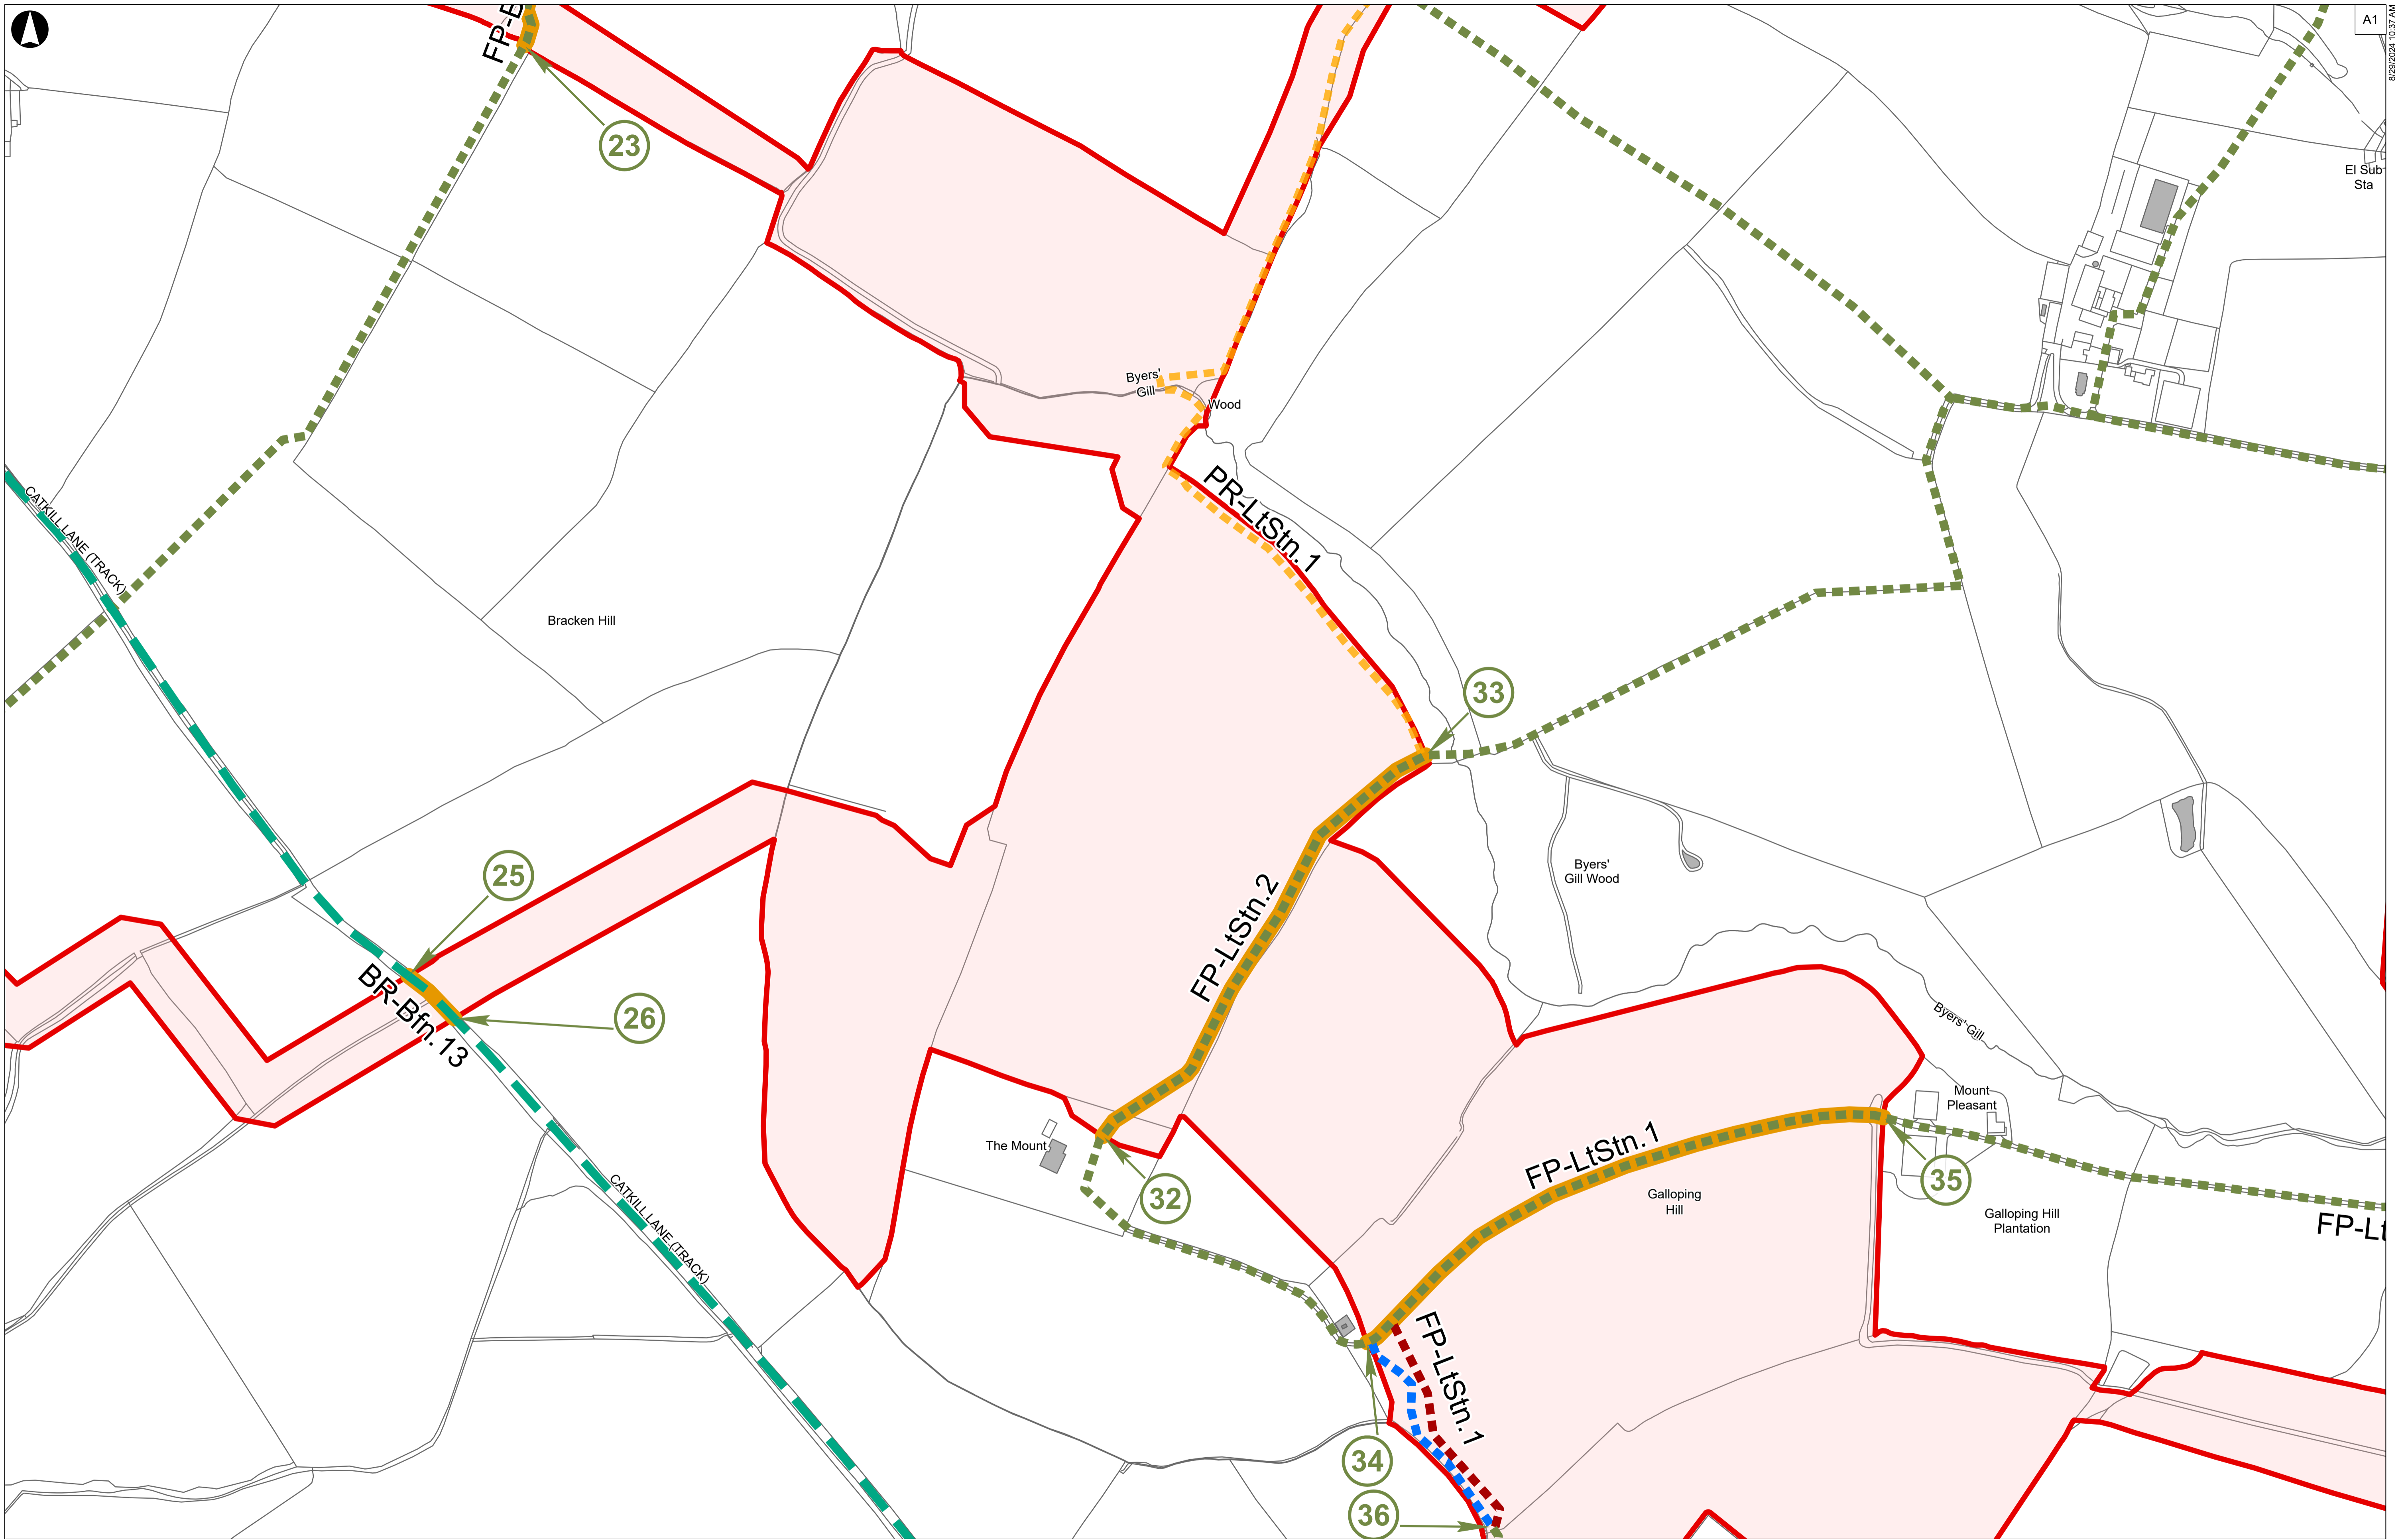 A1
8/29/2024 10:37 AM
FP-B
23
El Sub
Sta
Byers'
Gill
Wood
CATKILL LANE (TRACK)
PR-LtStn.1
Bracken Hill
33
25
Byers'
Gill Wood
FP-LtStn.2
BR-Bfn.13
26
Byers' Gill
Mount
Pleasant
The Mount
FP-LtStn.1
32
35
Galloping
Hill
CATKILL LANE (TRACK)
Galloping Hill
Plantation
FP-Lt
FP-LtStn.1
34
36